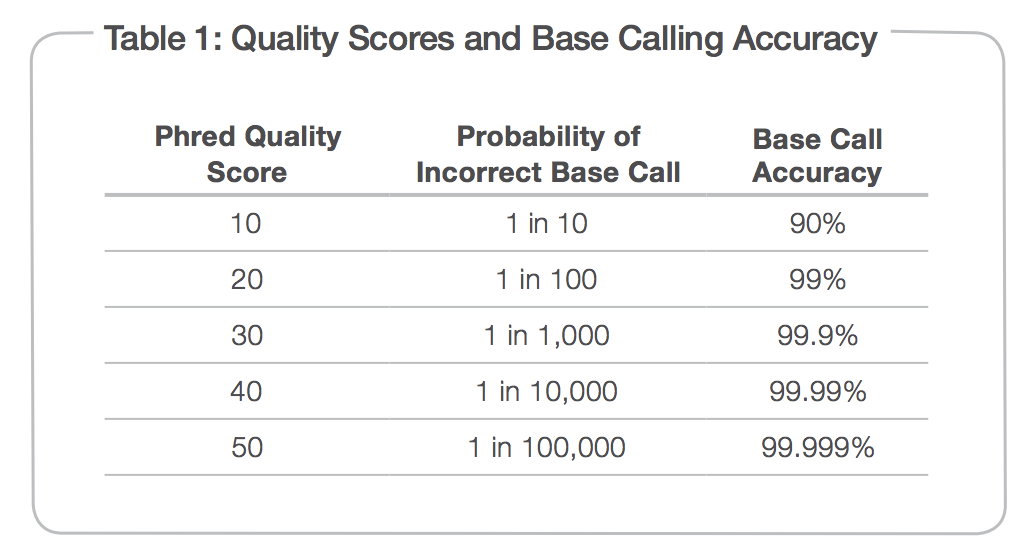 Table 1: Quality Scores and Base Calling Accuracy
Phred Quality Score Probability of Incorrect Base Call Base Call Accuracy
10 1 in 10 90%
20 1 in 100 99%
30 1 in 1,000 99.9%
40 1 in 10,000 99.99%
50 1 in 100,000 99.999%